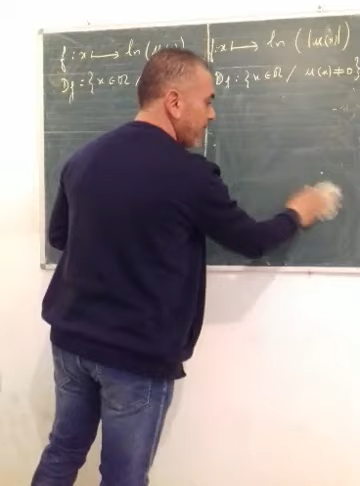 f : x ⟼ ln (u(x))
D_f : {x ∈ ℝ /
f : x ⟼ ln (|u(x)|)
D_f : {x ∈ ℝ / u(x) ≠ 0}